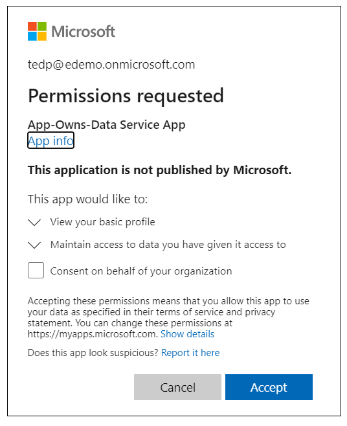 Microsoft
tedp@edemo.onmicrosoft.com
Permissions requested
App-Owns-Data Service App
App info
This application is not published by Microsoft.
This app would like to:
View your basic profile
Maintain access to data you have given it access to
Consent on behalf of your organization
Accepting these permissions means that you allow this app to use
your data as specified in their terms of service and privacy
statement. You can change these permissions at
https://myapps.microsoft.com. Show details
Does this app look suspicious? Report it here
Cancel
Accept